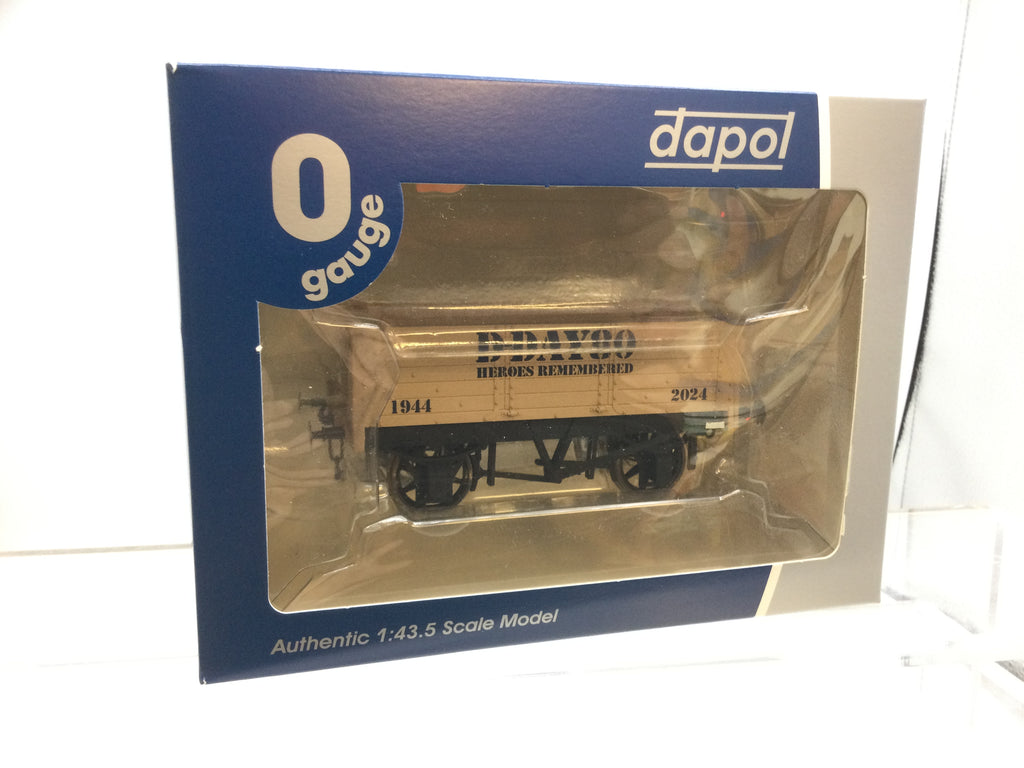 0
gauge
dapol
D-DAY80
HEROES REMEMBERED
1944
2024
Authentic 1:43.5 Scale Model